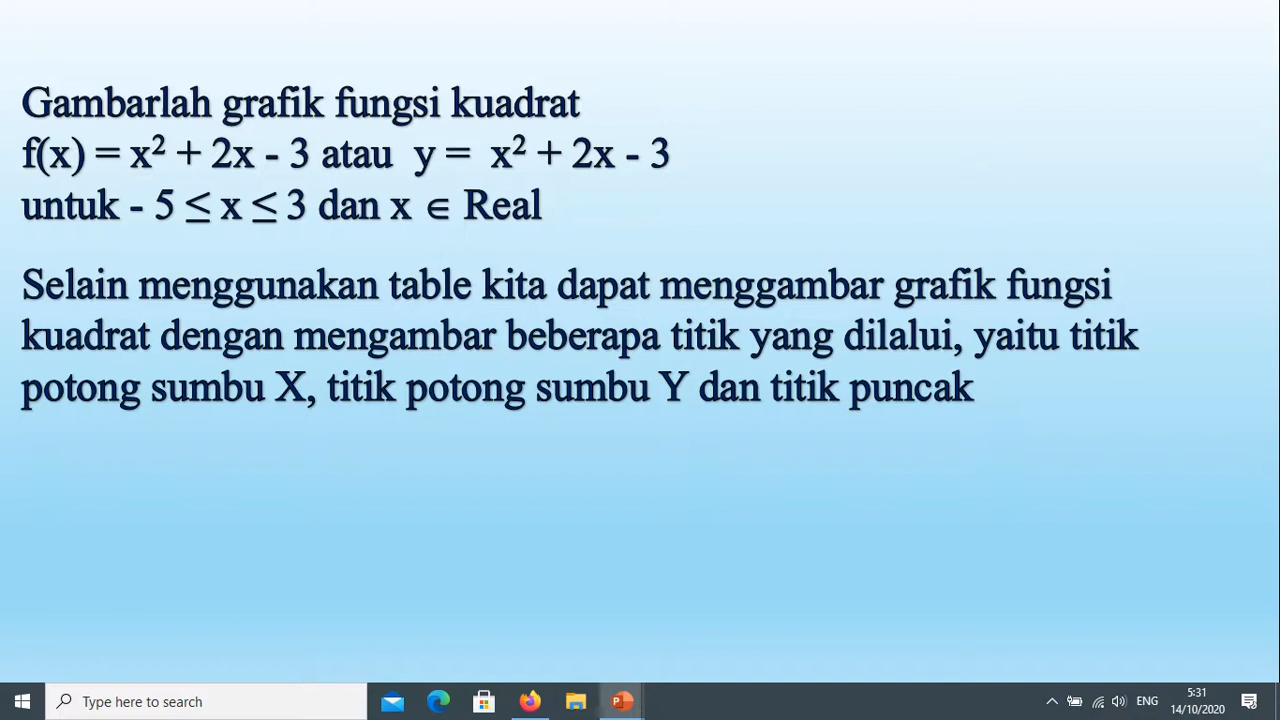 Gambarlah grafik fungsi kuadrat
f(x) = x² + 2x - 3 atau y = x² + 2x - 3
untuk - 5 ≤ x ≤ 3 dan x ∈ Real
Selain menggunakan table kita dapat menggambar grafik fungsi
kuadrat dengan mengambar beberapa titik yang dilalui, yaitu titik
potong sumbu X, titik potong sumbu Y dan titik puncak
Type here to search
ENG
5:31
14/10/2020